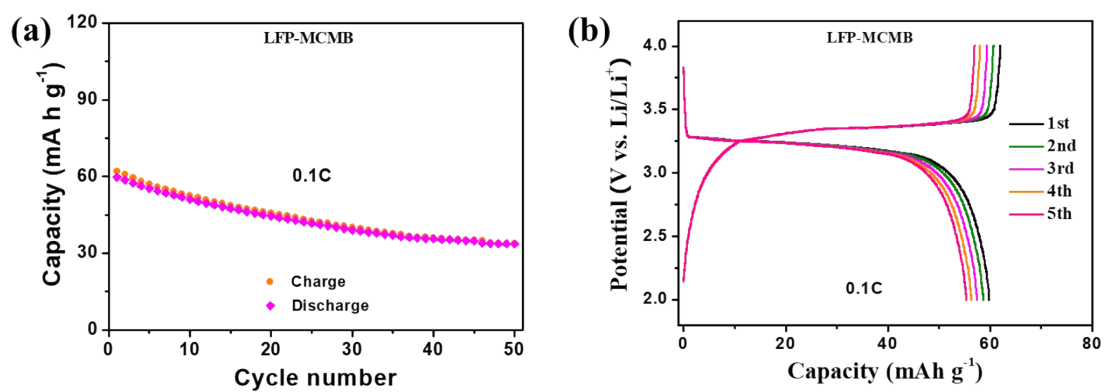 (a)
LFP-MCMB
Capacity (mA h g⁻¹)
120
90
60
30
0
0.1C
Charge
Discharge
0
10
20
30
40
50
Cycle number
(b)
LFP-MCMB
Potential (V vs. Li/Li⁺)
4.0
3.5
3.0
2.5
2.0
1st
2nd
3rd
4th
5th
0.1C
0
20
40
60
80
Capacity (mAh g⁻¹)